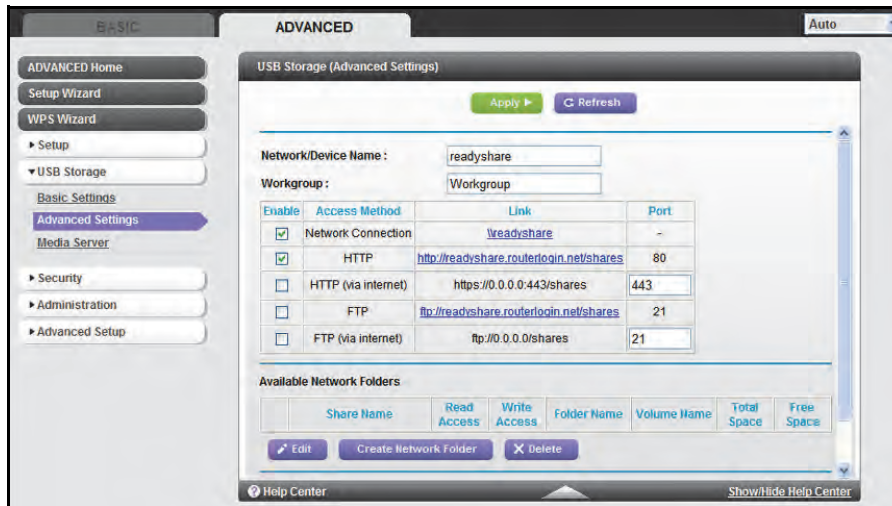 BASIC
ADVANCED
Auto
ADVANCED Home
Setup Wizard
WPS Wizard
Setup
USB Storage
Basic Settings
Advanced Settings
Media Server
Security
Administration
Advanced Setup
USB Storage (Advanced Settings)
Apply
Refresh
Network/Device Name : readyshare
Workgroup : Workgroup
Enable Access Method Link Port
Network Connection \\readyshare -
HTTP http://readyshare.routerlogin.net/shares 80
HTTP (via internet) https://0.0.0.0:443/shares 443
FTP ftp://readyshare.routerlogin.net/shares 21
FTP (via internet) ftp://0.0.0.0/shares 21
Available Network Folders
Share Name Read Access Write Access Folder Name Volume Name Total Space Free Space
Edit Create Network Folder X Delete
Help Center Show/Hide Help Center